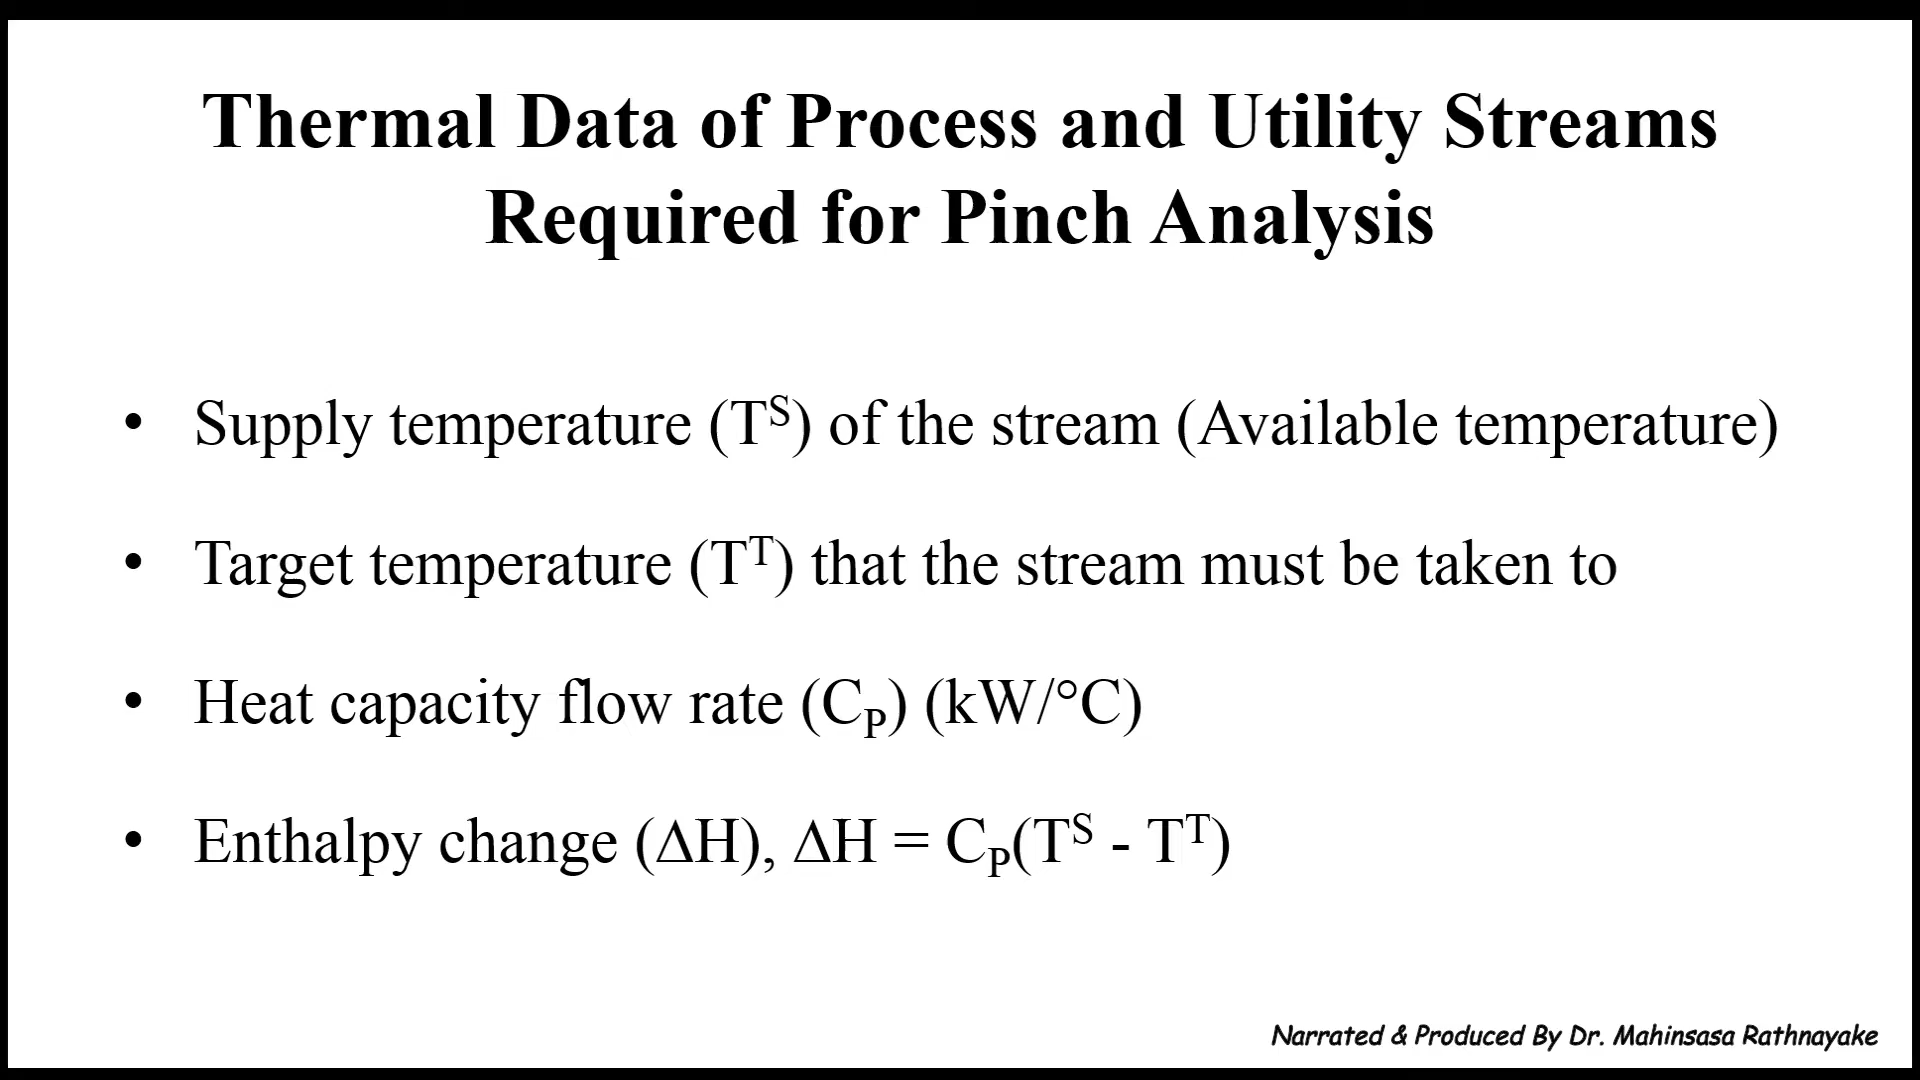 Thermal Data of Process and Utility Streams
Required for Pinch Analysis
• Supply temperature (Tˢ) of the stream (Available temperature)
• Target temperature (Tᵀ) that the stream must be taken to
• Heat capacity flow rate (Cₚ) (kW/°C)
• Enthalpy change (ΔH), ΔH = Cₚ(Tˢ - Tᵀ)
Narrated & Produced By Dr. Mahinsasa Rathnayake